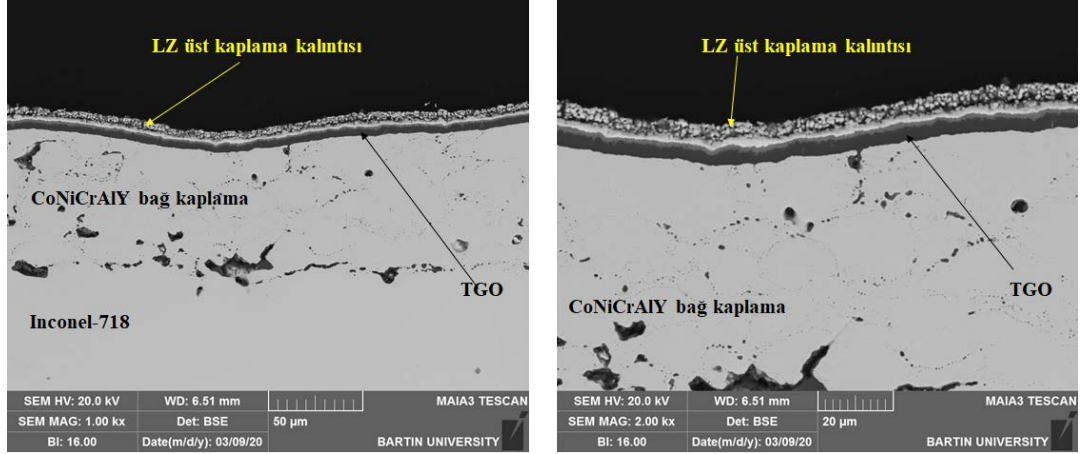 LZ üst kaplama kalıntısı
CoNiCrAlY bağ kaplama
TGO
Inconel-718
SEM HV: 20.0 kV WD: 6.51 mm MAIA3 TESCAN
SEM MAG: 1.00 kx Det: BSE 50 µm
BI: 16.00 Date(m/d/y): 03/09/20 BARTIN UNIVERSITY
LZ üst kaplama kalıntısı
TGO
CoNiCrAlY bağ kaplama
SEM HV: 20.0 kV WD: 6.51 mm MAIA3 TESCAN
SEM MAG: 2.00 kx Det: BSE 20 µm
BI: 16.00 Date(m/d/y): 03/09/20 BARTIN UNIVERSITY